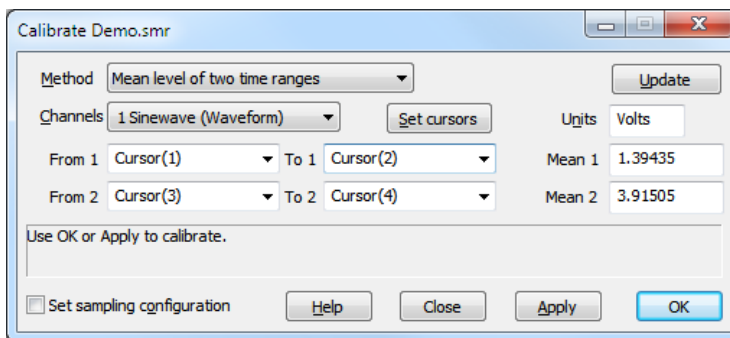 Calibrate Demo.smr
Method Mean level of two time ranges Update
Channels 1 Sinewave (Waveform) Set cursors Units Volts
From 1 Cursor(1) To 1 Cursor(2) Mean 1 1.39435
From 2 Cursor(3) To 2 Cursor(4) Mean 2 3.91505
Use OK or Apply to calibrate.
Set sampling configuration Help Close Apply OK